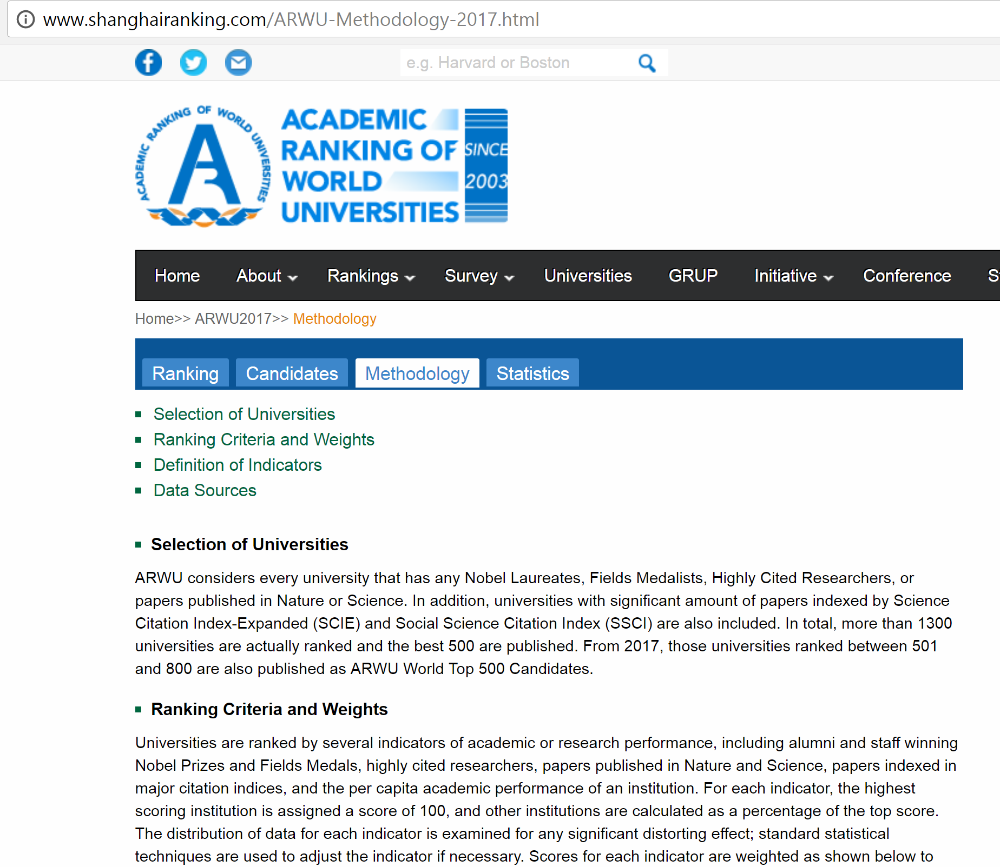 www.shanghairanking.com/ARWU-Methodology-2017.html
e.g. Harvard or Boston
ACADEMIC RANKING OF WORLD UNIVERSITIES
ACADEMIC
RANKING OF
WORLD
UNIVERSITIES
SINCE
2003
Home About Rankings Survey Universities GRUP Initiative Conference
Home>> ARWU2017>> Methodology
Ranking Candidates Methodology Statistics
Selection of Universities
Ranking Criteria and Weights
Definition of Indicators
Data Sources
Selection of Universities
ARWU considers every university that has any Nobel Laureates, Fields Medalists, Highly Cited Researchers, or
papers published in Nature or Science. In addition, universities with significant amount of papers indexed by Science
Citation Index-Expanded (SCIE) and Social Science Citation Index (SSCI) are also included. In total, more than 1300
universities are actually ranked and the best 500 are published. From 2017, those universities ranked between 501
and 800 are also published as ARWU World Top 500 Candidates.
Ranking Criteria and Weights
Universities are ranked by several indicators of academic or research performance, including alumni and staff winning
Nobel Prizes and Fields Medals, highly cited researchers, papers published in Nature and Science, papers indexed in
major citation indices, and the per capita academic performance of an institution. For each indicator, the highest
scoring institution is assigned a score of 100, and other institutions are calculated as a percentage of the top score.
The distribution of data for each indicator is examined for any significant distorting effect; standard statistical
techniques are used to adjust the indicator if necessary. Scores for each indicator are weighted as shown below to